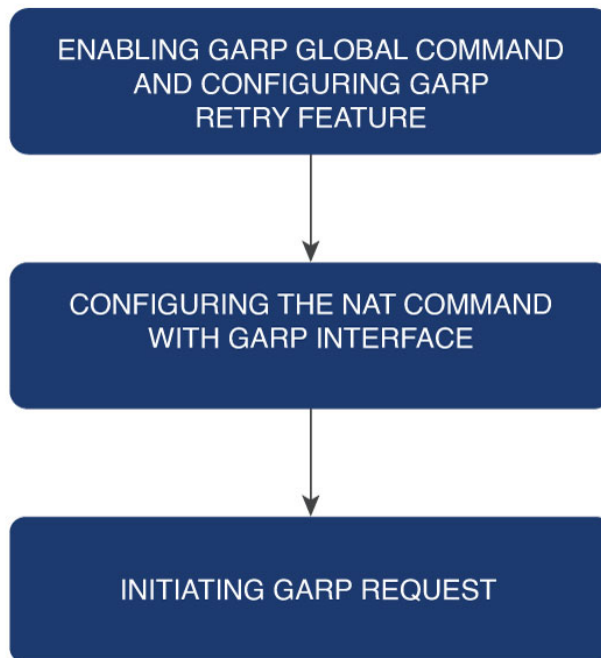 ENABLING GARP GLOBAL COMMAND
AND CONFIGURING GARP
RETRY FEATURE
CONFIGURING THE NAT COMMAND
WITH GARP INTERFACE
INITIATING GARP REQUEST